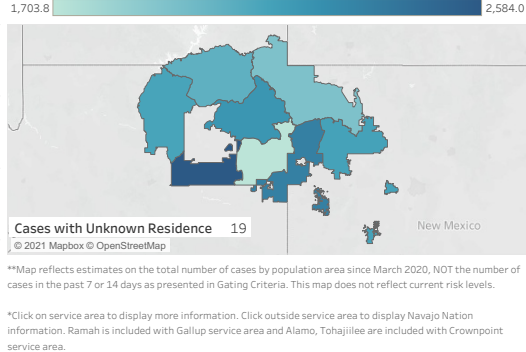 1,703.8 2,584.0
New Mexico
Cases with Unknown Residence 19
© 2021 Mapbox © OpenStreetMap
**Map reflects estimates on the total number of cases by population area since March 2020, NOT the number of
cases in the past 7 or 14 days as presented in Gating Criteria. This map does not reflect current risk levels.
*Click on service area to display more information. Click outside service area to display Navajo Nation
information. Ramah is included with Gallup service area and Alamo, Tohajiilee are included with Crownpoint
service area.